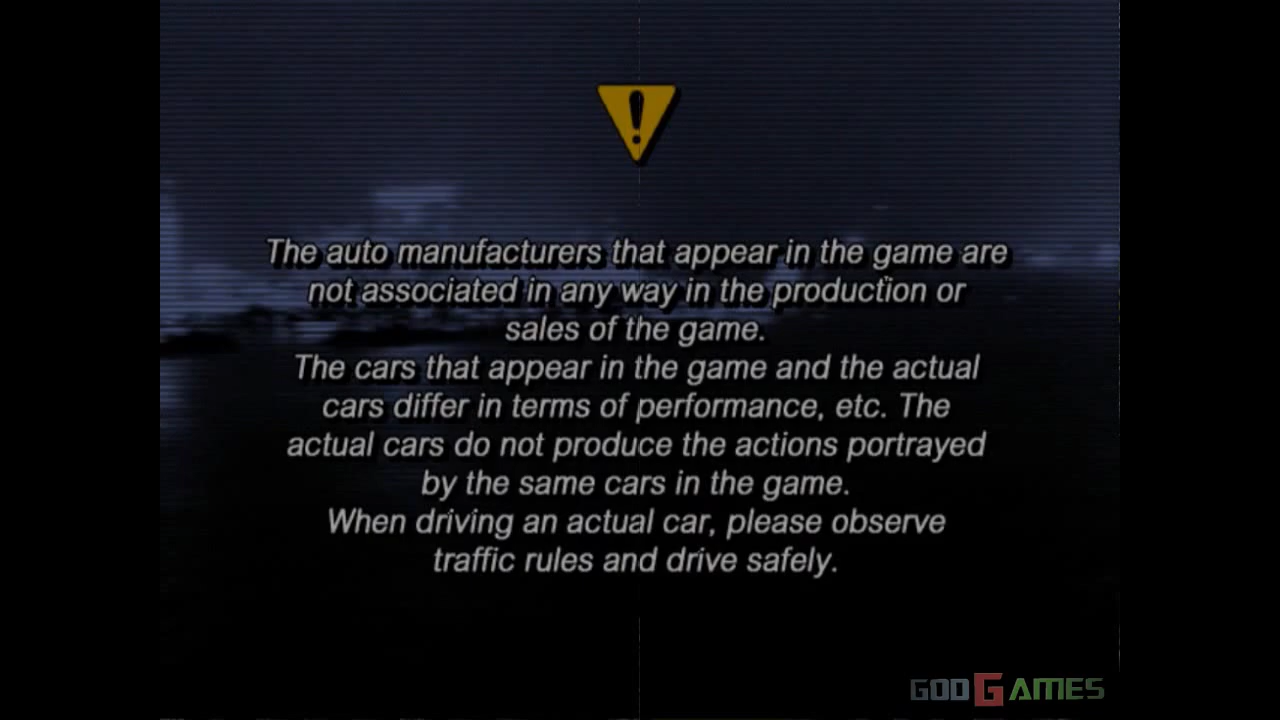 !
The auto manufacturers that appear in the game are
not associated in any way in the production or
sales of the game.
The cars that appear in the game and the actual
cars differ in terms of performance, etc. The
actual cars do not produce the actions portrayed
by the same cars in the game.
When driving an actual car, please observe
traffic rules and drive safely.
GODGAMES